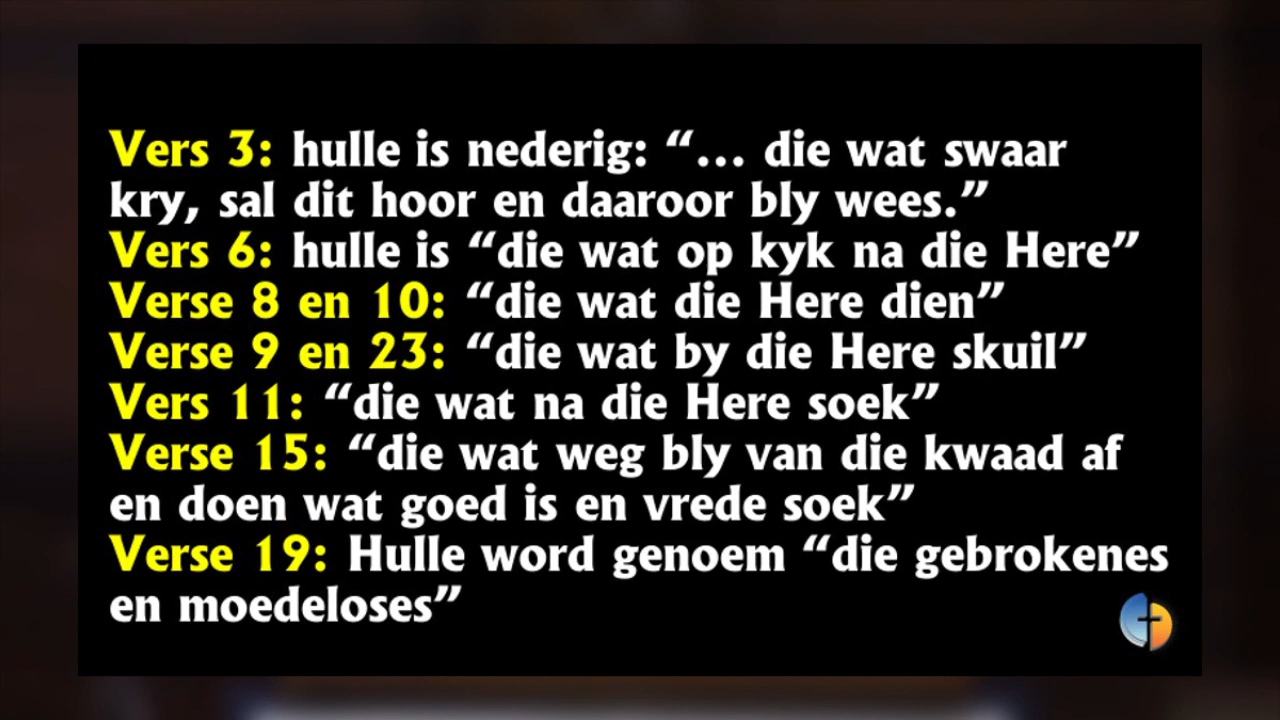 Vers 3: hulle is nederig: “... die wat swaar
kry, sal dit hoor en daaroor bly wees.”
Vers 6: hulle is “die wat op kyk na die Here”
Verse 8 en 10: “die wat die Here dien”
Verse 9 en 23: “die wat by die Here skuil”
Vers 11: “die wat na die Here soek”
Verse 15: “die wat weg bly van die kwaad af
en doen wat goed is en vrede soek”
Verse 19: Hulle word genoem “die gebrokenes
en moedeloses”